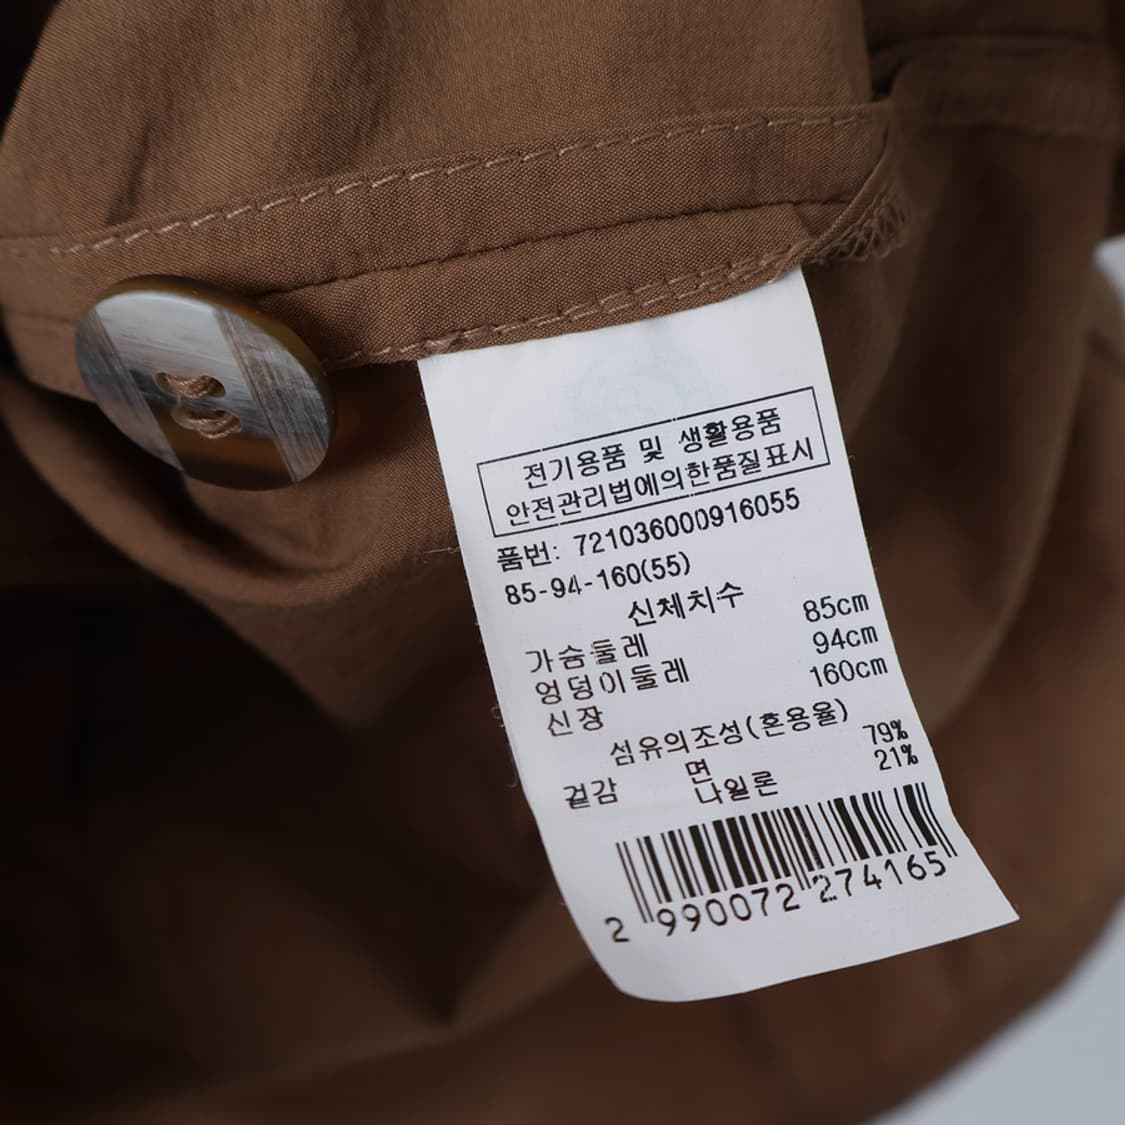 전기용품 및 생활용품
안전관리법에의한품질표시
품번: 721036000916055
85-94-160(55)
신체치수
가슴둘레 85cm
엉덩이둘레 94cm
신장 160cm
섬유의조성(혼용율)
겉감 면 79%
나일론 21%
2 990072 274165